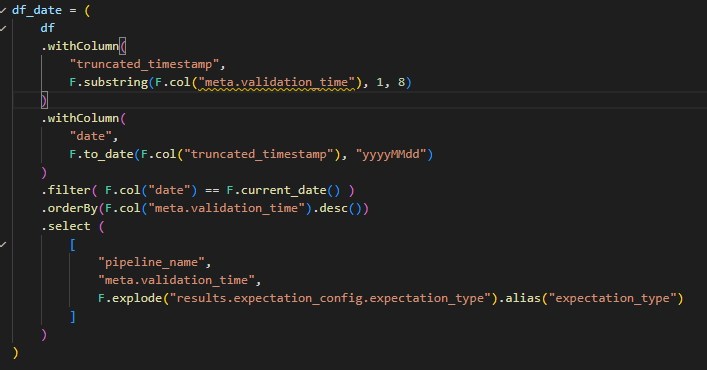 df_date = (
    df
    .withColumn(
        "truncated_timestamp",
        F.substring(F.col("meta.validation_time"), 1, 8)
    )
    .withColumn(
        "date",
        F.to_date(F.col("truncated_timestamp"), "yyyyMMdd")
    )
    .filter( F.col("date") == F.current_date() )
    .orderBy(F.col("meta.validation_time").desc())
    .select (
        [
            "pipeline_name",
            "meta.validation_time",
            F.explode("results.expectation_config.expectation_type").alias("expectation_type")
        ]
    )
)